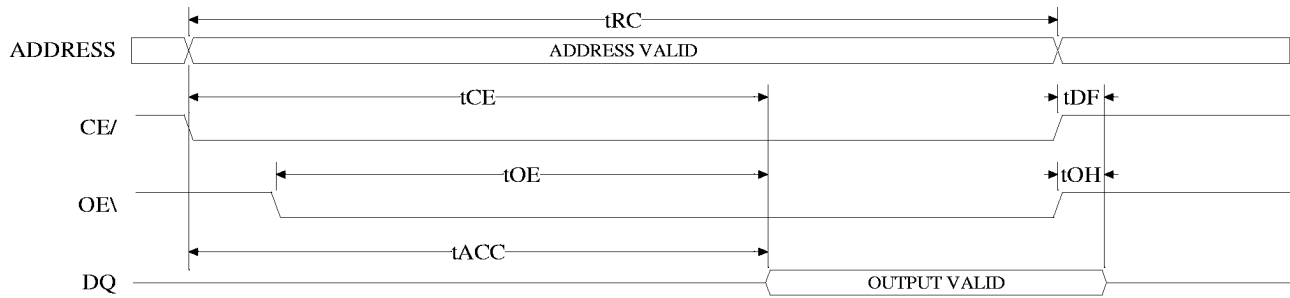 tRC
ADDRESS
ADDRESS VALID
tCE
tDF
CE/
tOE
tOH
OE\
tACC
DQ
OUTPUT VALID